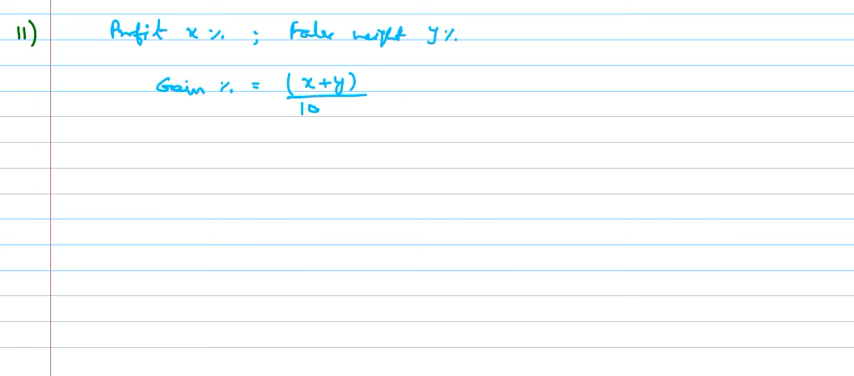 11) Profit x % ; False weight y %
Gain % = (x+y)
10